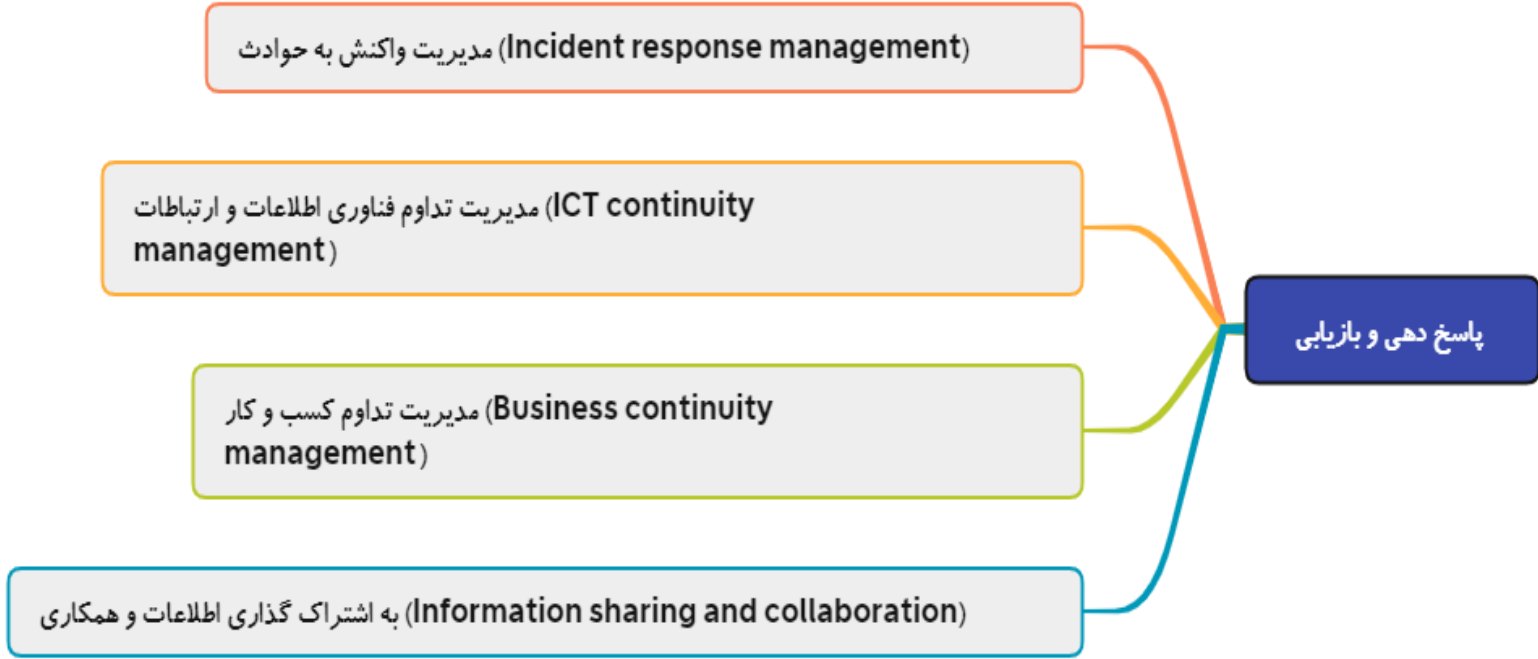 مدیریت واکنش به حوادث (Incident response management)
مدیریت تداوم فناوری اطلاعات و ارتباطات (ICT continuity
management)
پاسخ دهی و بازیابی
مدیریت تداوم کسب و کار (Business continuity
management)
به اشتراک گذاری اطلاعات و همکاری (Information sharing and collaboration)